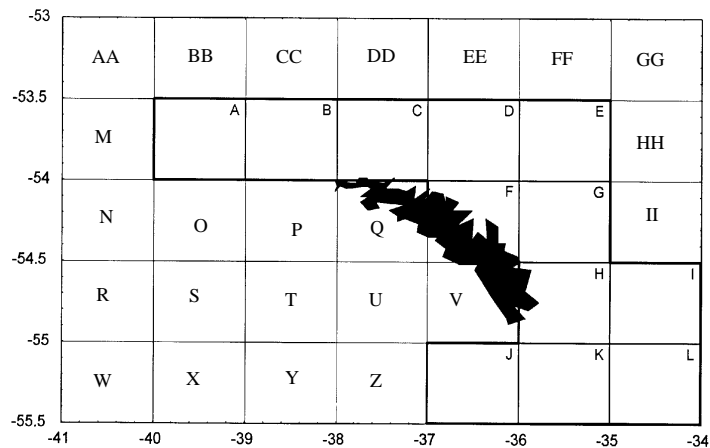 -53
AA BB CC DD EE FF GG
-53.5
A B C D E
M HH
-54
F G
N O P Q II
-54.5
H I
R S T U V
-55
J K L
W X Y Z
-55.5
-41 -40 -39 -38 -37 -36 -35 -34